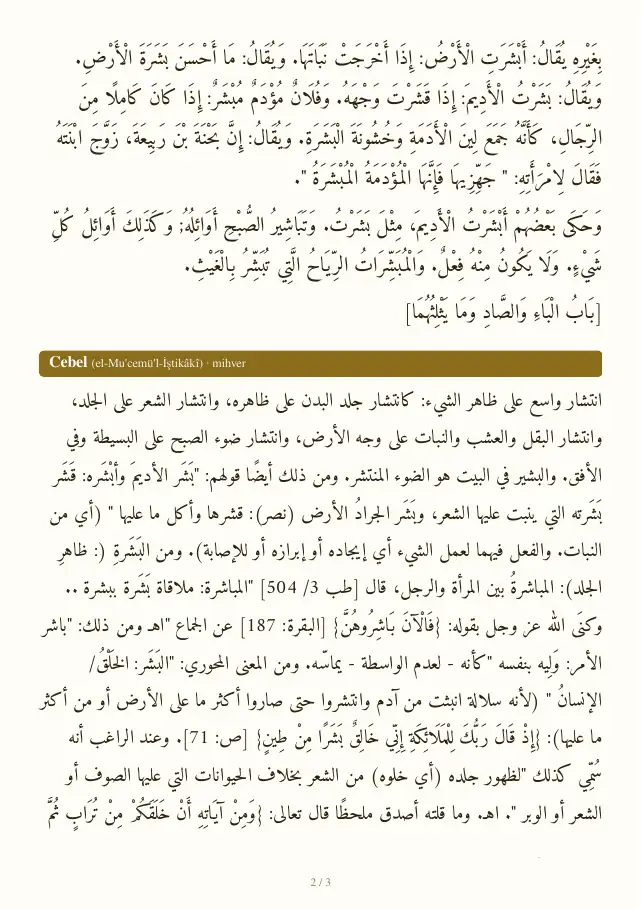 بِغَيْرِهِ يُقَالُ: أَبْشَرَتِ الْأَرْضُ: إِذَا أَخْرَجَتْ نَبَاتَهَا. وَيُقَالُ: مَا أَحْسَنَ بَشَرَةَ الْأَرْضِ.
وَيُقَالُ: بَشَرْتُ الْأَدِيمَ: إِذَا قَشَرْتَ وَجْهَهُ. وَفُلَانٌ مُؤْدَمٌ مُبْشَرٌ: إِذَا كَانَ كَامِلًا مِنَ
الرِّجَالِ، كَأَنَّهُ جَمَعَ لِينَ الْأَدَمَةِ وَخُشُونَةَ الْبَشَرَةِ. وَيُقَالُ: إِنَّ بَحْنَةَ بْنَ رَبِيعَةَ، زَوَّجَ ابْنَتَهُ
فَقَالَ لِامْرَأَتِهِ: " جَهِّزِيهَا فَإِنَّهَا الْمُؤْدَمَةُ الْمُبْشَرَةُ ".
وَحَكَى بَعْضُهُمْ أَبْشَرْتُ الْأَدِيمَ، مِثْلَ بَشَرْتُ. وَتَبَاشِيرُ الصُّبْحِ أَوَائِلُهُ; وَكَذَلِكَ أَوَائِلُ كُلِّ
شَيْءٍ. وَلَا يَكُونُ مِنْهُ فِعْلٌ. وَالْمُبَشِّرَاتُ الرِّيَاحُ الَّتِي تُبَشِّرُ بِالْغَيْثِ.
[بَابُ الْبَاءِ وَالصَّادِ وَمَا يَثْلِثُهُمَا]
Cebel (el-Mu'cemü'l-İştikâkî) · mihver
انتشار واسع على ظاهر الشيء: كانتشار جلد البدن على ظاهره، وانتشار الشعر على الجلد،
وانتشار البقل والعشب والنبات على وجه الأرض، وانتشار ضوء الصبح على البسيطة وفي
الأفق. والبشير في البيت هو الضوء المنتشر. ومن ذلك أيضًا قولهم: "بَشَر الأديمَ وأبْشَره: قَشَر
بَشَرته التي ينبت عليها الشعر، وبَشَر الجرادُ الأرض (نصر): قشرها وأكل ما عليها " (أي من
النبات. والفعل فيهما لعمل الشيء أي إيجاده أو إبرازه أو للإصابة). ومن البَشَرةِ (: ظاهرِ
الجلد): المباشرةُ بين المرأة والرجل، قال [طب 3/ 504] "المباشرة: ملاقاة بَشَرة ببشرة ..
وكنَى الله عز وجل بقوله: {فَالْآنَ بَاشِرُوهُنَّ} [البقرة: 187] عن الجماع "اهـ ومن ذلك: "باشر
الأمر: وَلِيه بنفسه "كأنه - لعدم الواسطة - يماسّه. ومن المعنى المحوري: "البَشَر: الخَلْقُ/
الإنسانُ " (لأنه سلالة انبثت من آدم وانتشروا حتى صاروا أكثر ما على الأرض أو من أكثر
ما عليها): {إِذْ قَالَ رَبُّكَ لِلْمَلَائِكَةِ إِنِّي خَالِقٌ بَشَرًا مِنْ طِينٍ} [ص: 71]. وعند الراغب أنه
سُمِّي كذلك "لظهور جلده (أي خلوه) من الشعر بخلاف الحيوانات التي عليها الصوف أو
الشعر أو الوبر ". اهـ. وما قلته أصدق ملحظًا قال تعالى: {وَمِنْ آيَاتِهِ أَنْ خَلَقَكُمْ مِنْ تُرَابٍ ثُمَّ
2 / 3